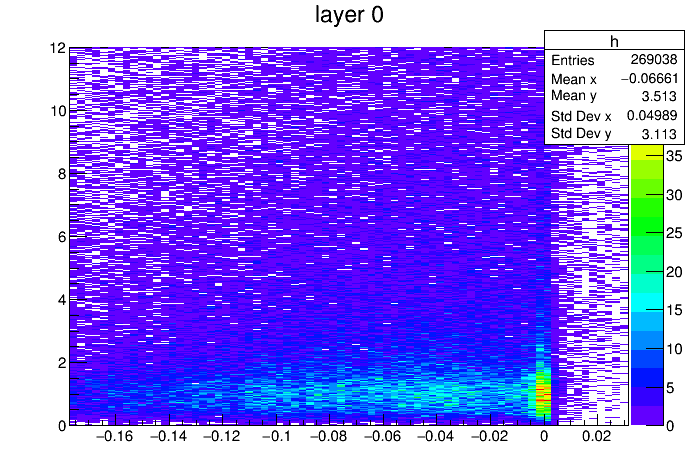 layer 0
h
Entries 269038
Mean x −0.06661
Mean y 3.513
Std Dev x 0.04989
Std Dev y 3.113
12
10
8
6
4
2
0
−0.16 −0.14 −0.12 −0.1 −0.08 −0.06 −0.04 −0.02 0 0.02
35
30
25
20
15
10
5
0